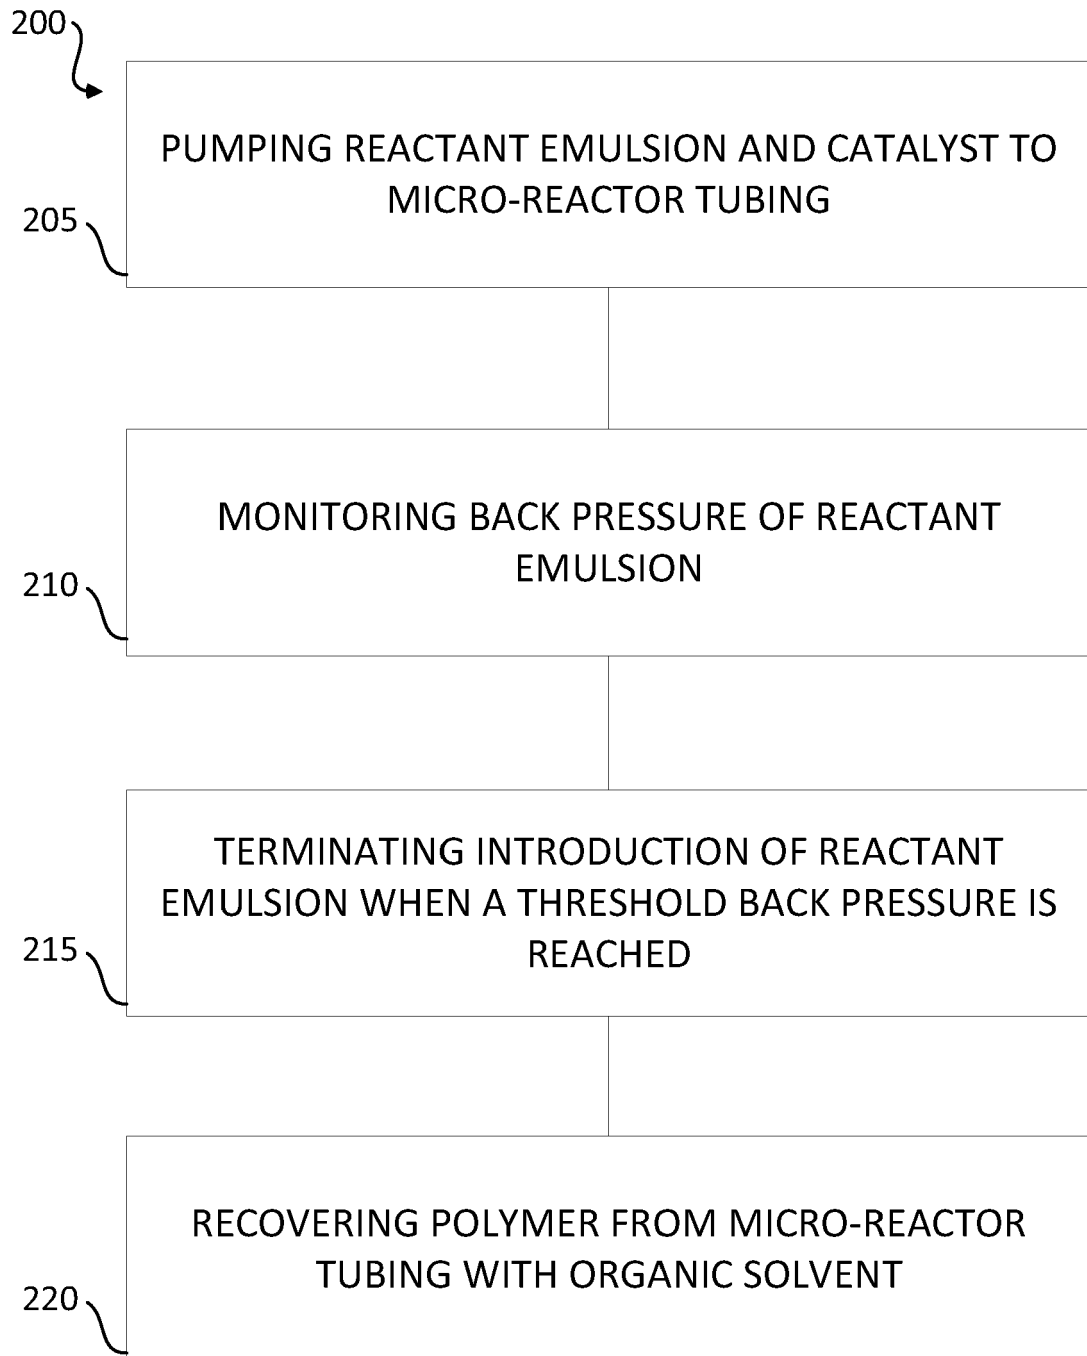 200
PUMPING REACTANT EMULSION AND CATALYST TO
MICRO-REACTOR TUBING
205
MONITORING BACK PRESSURE OF REACTANT
EMULSION
210
TERMINATING INTRODUCTION OF REACTANT
EMULSION WHEN A THRESHOLD BACK PRESSURE IS
REACHED
215
RECOVERING POLYMER FROM MICRO-REACTOR
TUBING WITH ORGANIC SOLVENT
220